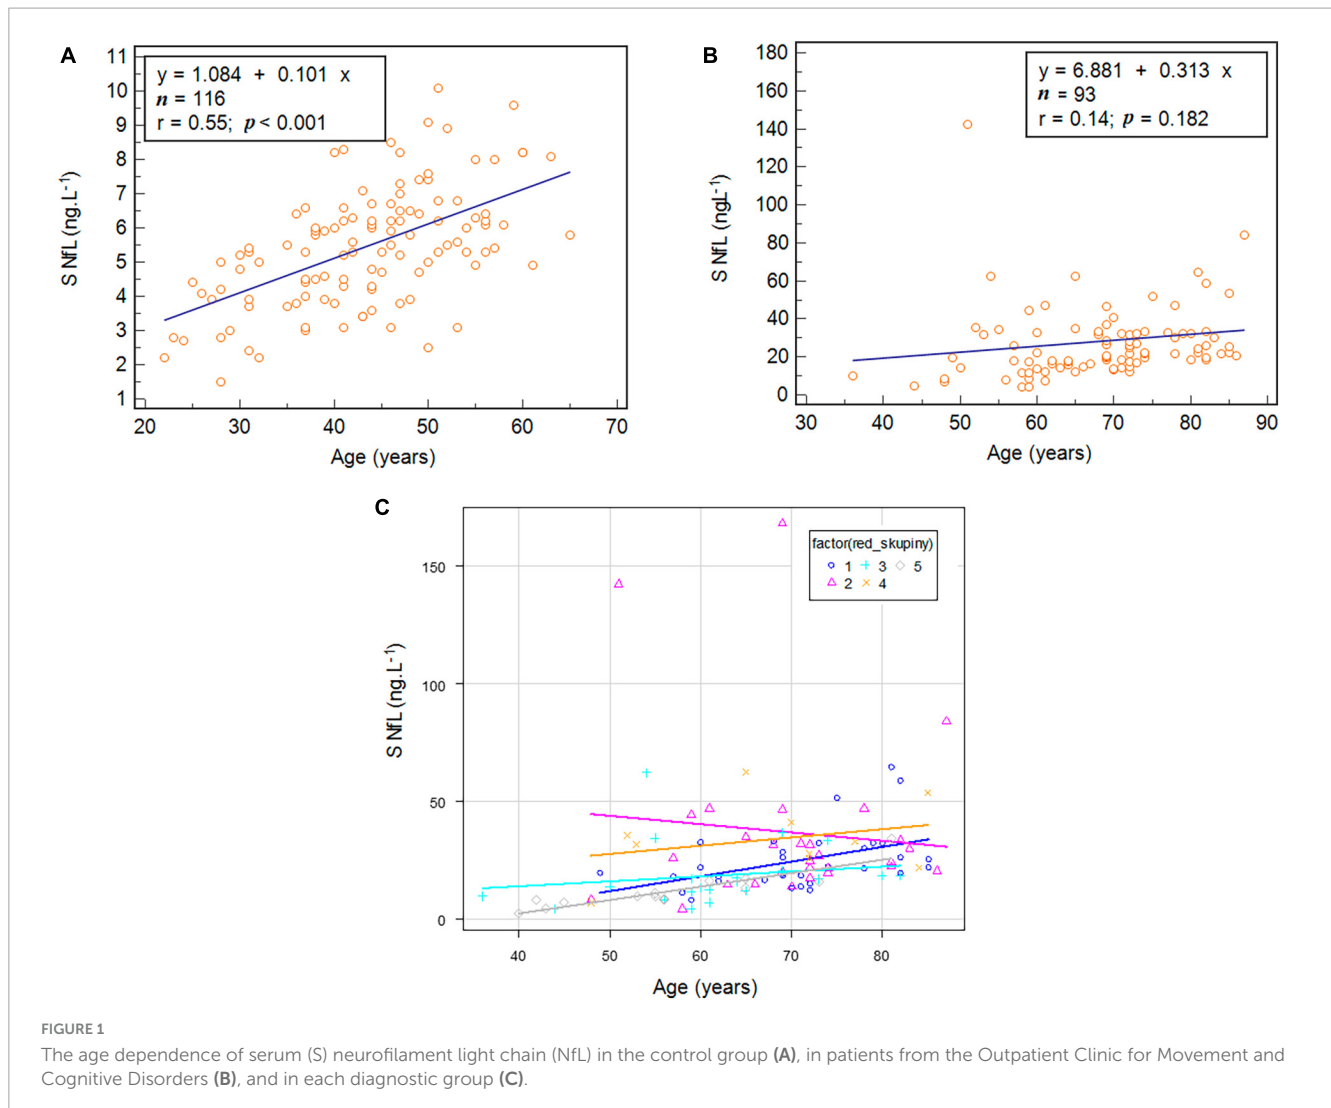 A
11
10
9
8
7
6
5
4
3
2
1
S NfL (ng.L-1)
y = 1.084 + 0.101 x
n = 116
r = 0.55; p < 0.001
20 30 40 50 60 70
Age (years)
B
180
160
140
120
100
80
60
40
20
0
S NfL (ngL-1)
y = 6.881 + 0.313 x
n = 93
r = 0.14; p = 0.182
30 40 50 60 70 80 90
Age (years)
C
150
100
50
0
S NfL (ng.L-1)
factor(red_skupiny)
1 3 5
2 4
40 50 60 70 80
Age (years)
FIGURE 1
The age dependence of serum (S) neurofilament light chain (NfL) in the control group (A), in patients from the Outpatient Clinic for Movement and
Cognitive Disorders (B), and in each diagnostic group (C).